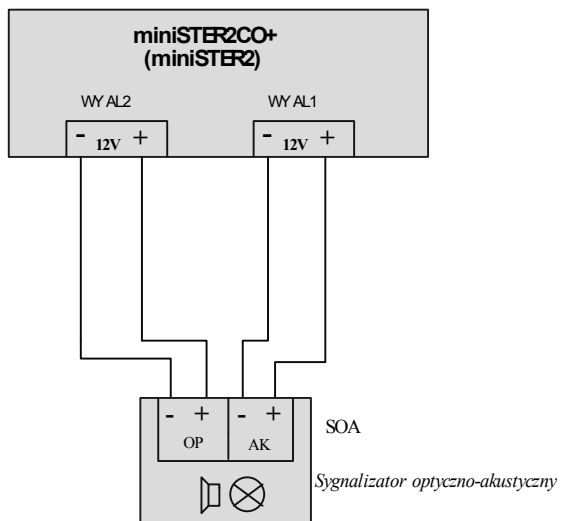 miniSTER2CO+
(miniSTER2)
WY AL2 WY AL1
- 12V + - 12V +
- + - +
OP AK
SOA
Sygnalizator optyczno-akustyczny